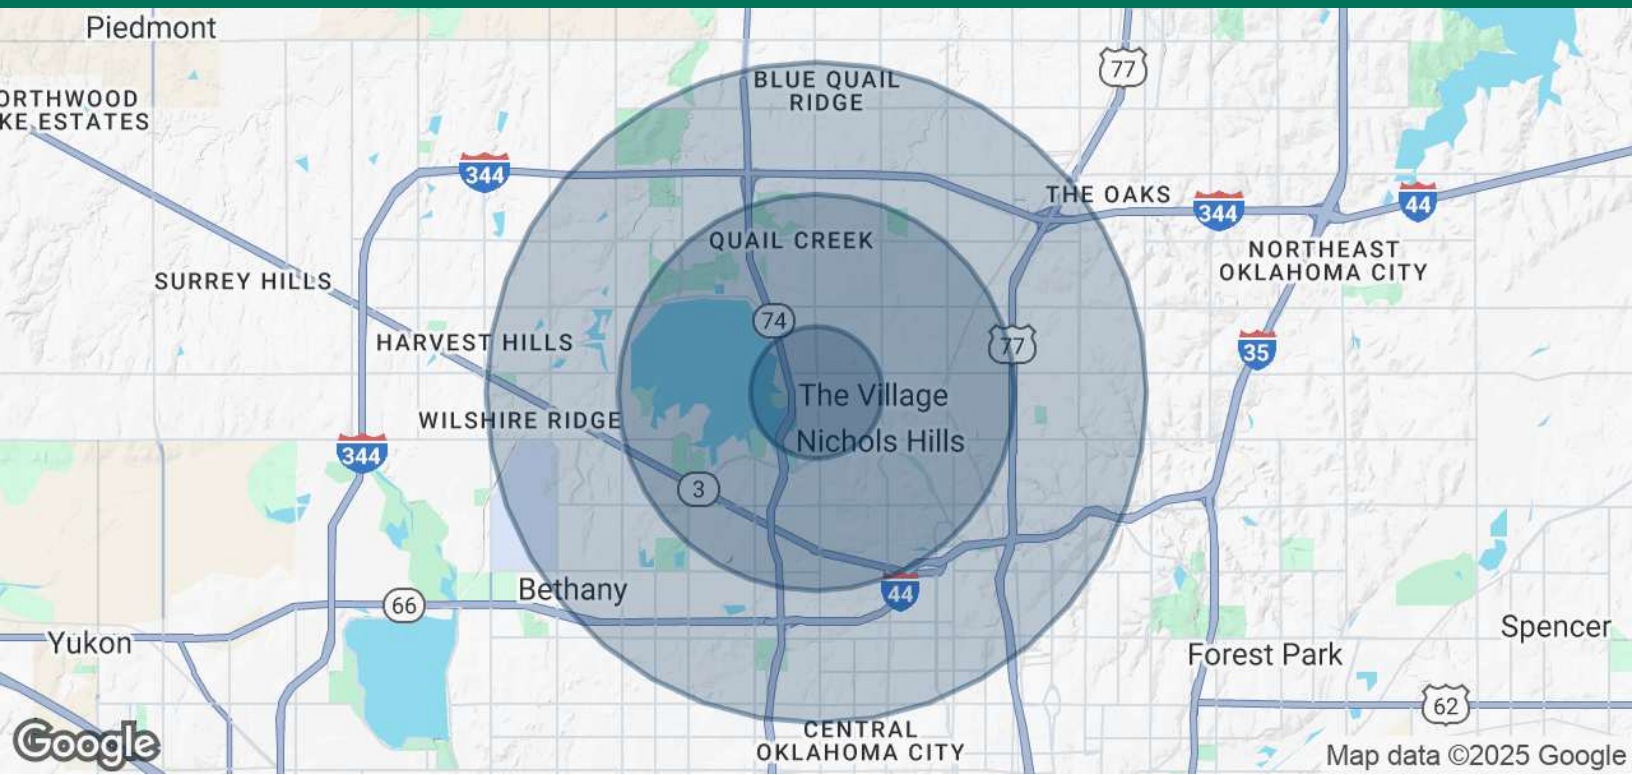 Piedmont
77
BLUE QUAIL
RIDGE
ORTHWOOD
KE ESTATES
344
THE OAKS
344
44
QUAIL CREEK
NORTHEAST
OKLAHOMA CITY
SURREY HILLS
74
HARVEST HILLS
77
35
The Village
WILSHIRE RIDGE
Nichols Hills
344
3
Bethany
44
66
Spencer
Yukon
Forest Park
62
CENTRAL
OKLAHOMA CITY
Google
Map data ©2025 Google